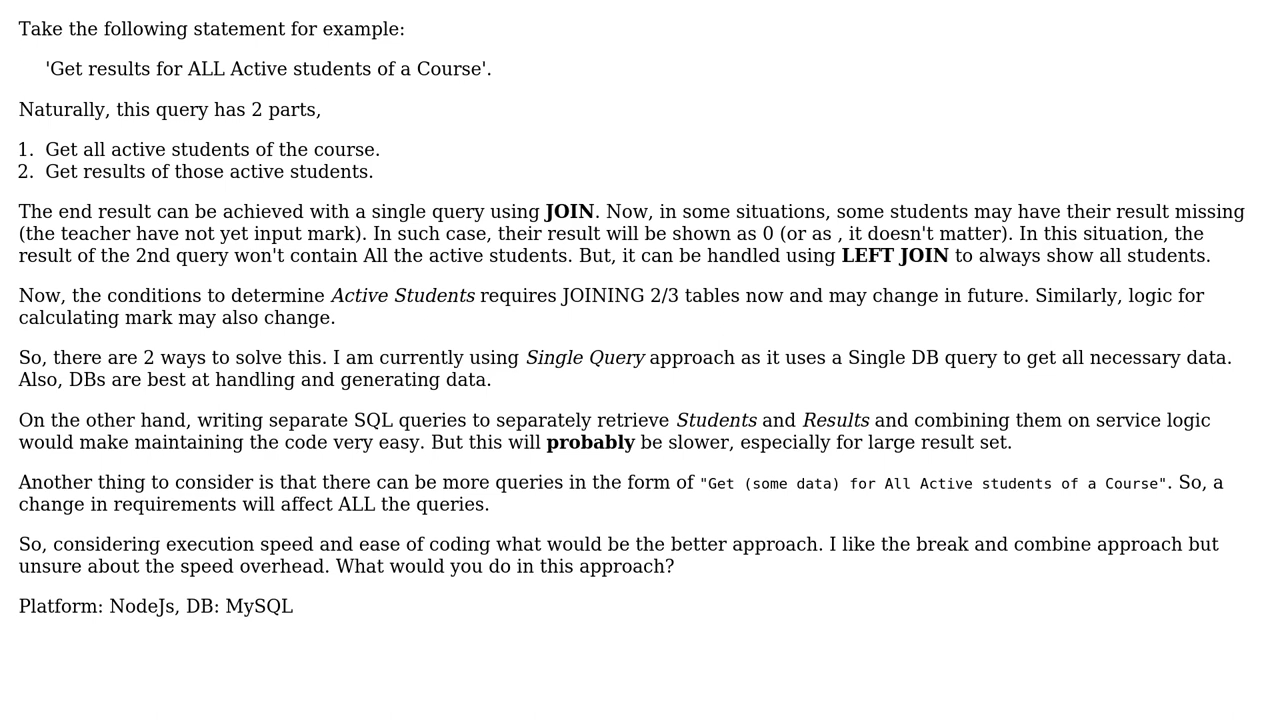 Take the following statement for example:
'Get results for ALL Active students of a Course'.
Naturally, this query has 2 parts,
1. Get all active students of the course.
2. Get results of those active students.
The end result can be achieved with a single query using JOIN. Now, in some situations, some students may have their result missing
(the teacher have not yet input mark). In such case, their result will be shown as 0 (or as , it doesn't matter). In this situation, the
result of the 2nd query won't contain All the active students. But, it can be handled using LEFT JOIN to always show all students.
Now, the conditions to determine Active Students requires JOINING 2/3 tables now and may change in future. Similarly, logic for
calculating mark may also change.
So, there are 2 ways to solve this. I am currently using Single Query approach as it uses a Single DB query to get all necessary data.
Also, DBs are best at handling and generating data.
On the other hand, writing separate SQL queries to separately retrieve Students and Results and combining them on service logic
would make maintaining the code very easy. But this will probably be slower, especially for large result set.
Another thing to consider is that there can be more queries in the form of "Get (some data) for All Active students of a Course". So, a
change in requirements will affect ALL the queries.
So, considering execution speed and ease of coding what would be the better approach. I like the break and combine approach but
unsure about the speed overhead. What would you do in this approach?
Platform: NodeJs, DB: MySQL